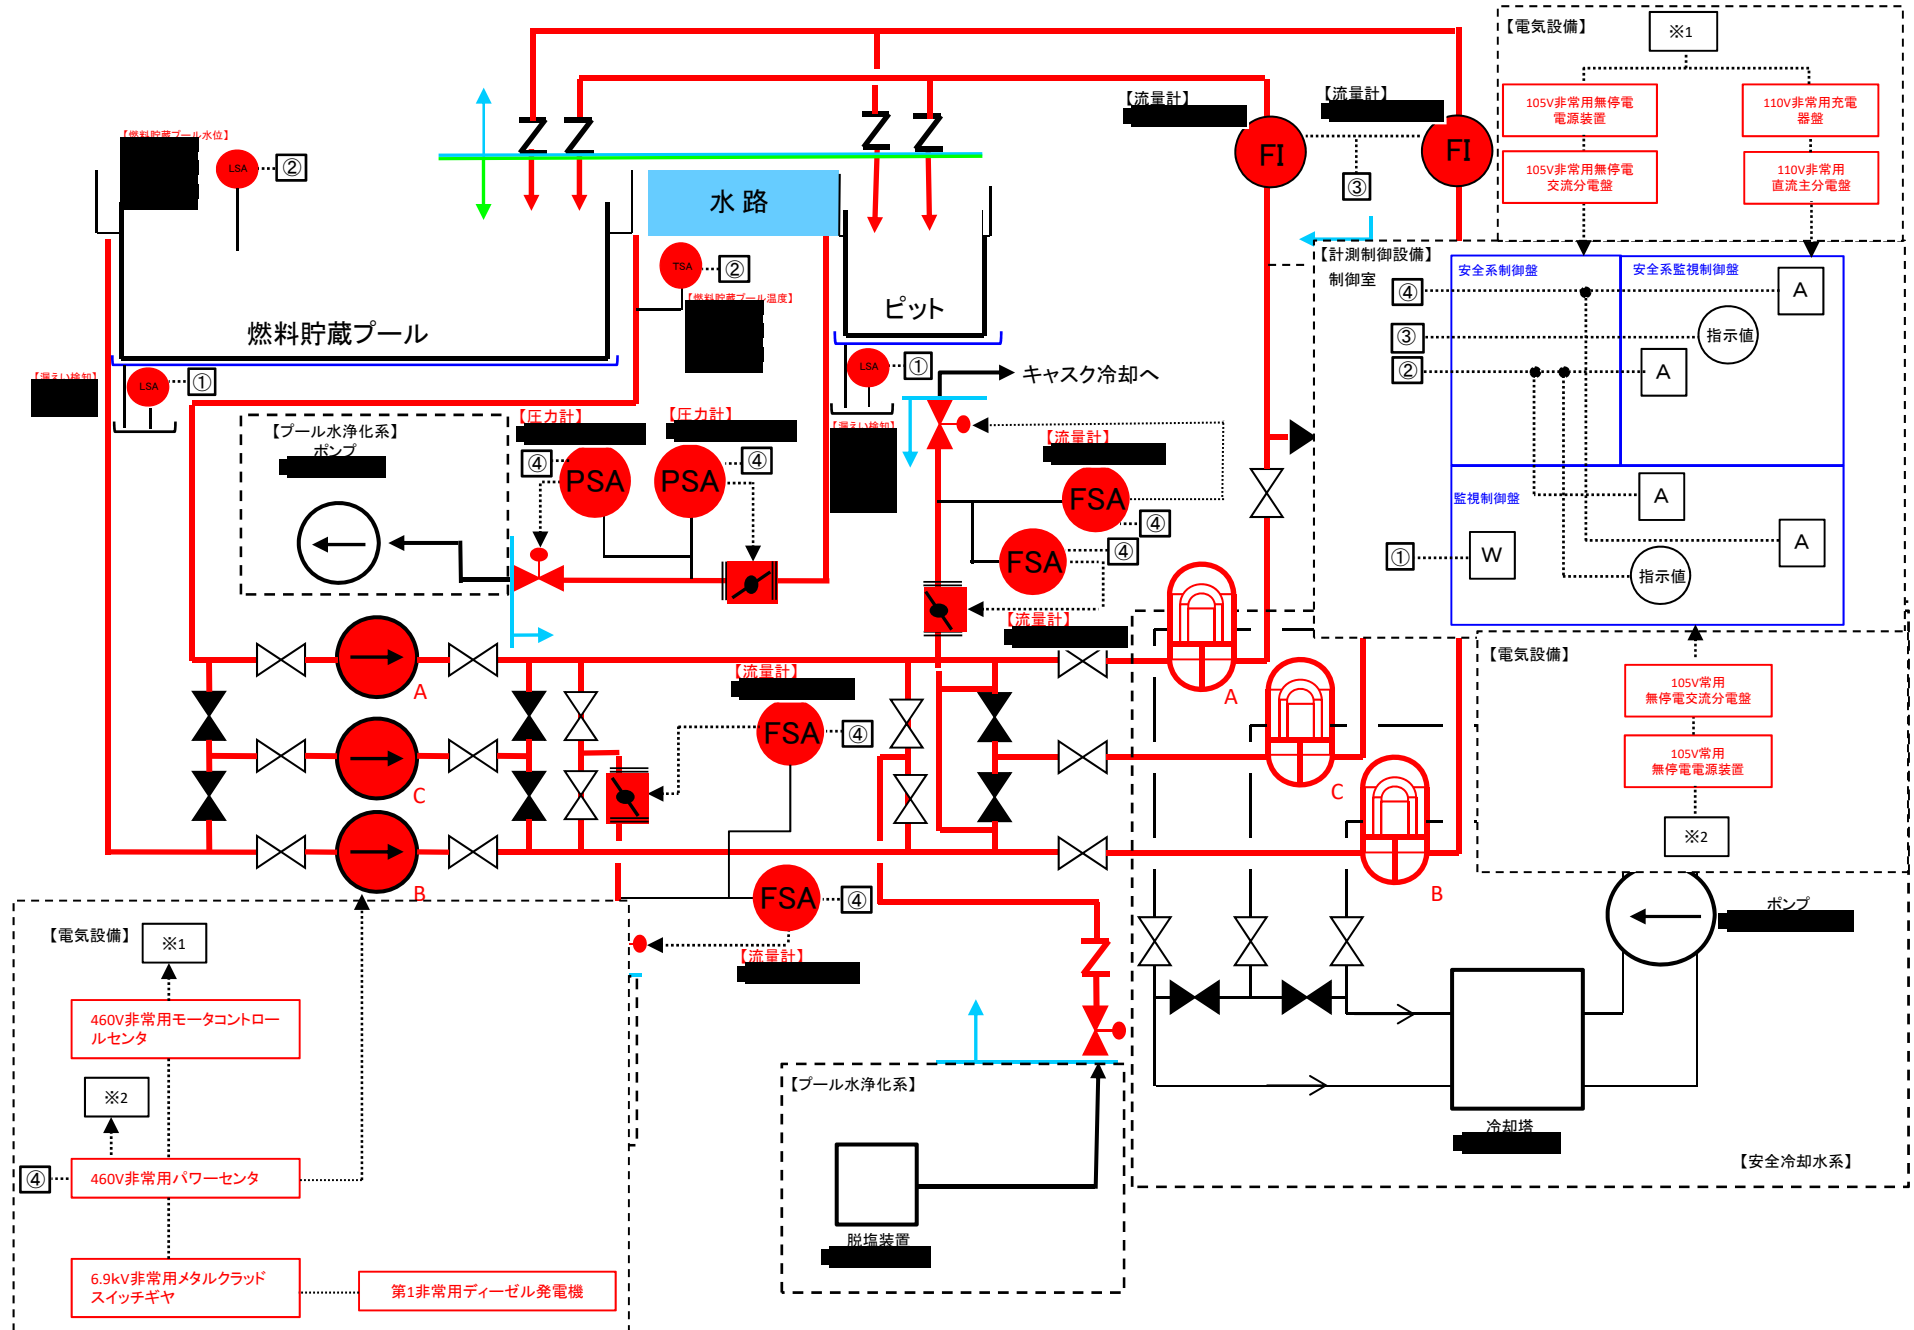 【電気設備】
※1
105V非常用無停電
電源装置
110V非常用充電
器盤
105V非常用無停電
交流分電盤
110V非常用
直流主分電盤
【流量計】
【流量計】
FI
FI
③
【燃料貯蔵プール水位】
LSA
②
水 路
TSA
②
【燃料貯蔵プール温度】
燃料貯蔵プール
ピット
【漏えい検知】
LSA
①
LSA
①
【漏えい検知】
キャスク冷却へ
【計測制御設備】
制御室
安全系制御盤
安全系監視制御盤
④
A
③
指示値
②
A
監視制御盤
A
A
①
W
指示値
【プール水浄化系】
ポンプ
【圧力計】
【圧力計】
④
PSA
PSA
④
【流量計】
FSA
④
FSA
④
【流量計】
A
C
B
【流量計】
FSA
④
FSA
④
【流量計】
A
C
B
【電気設備】
105V常用
無停電交流分電盤
105V常用
無停電電源装置
※2
ポンプ
冷却塔
【安全冷却水系】
【電気設備】
※1
460V非常用モータコントロー
ルセンタ
※2
④
460V非常用パワーセンタ
6.9kV非常用メタルクラッド
スイッチギヤ
第1非常用ディーゼル発電機
【プール水浄化系】
脱塩装置